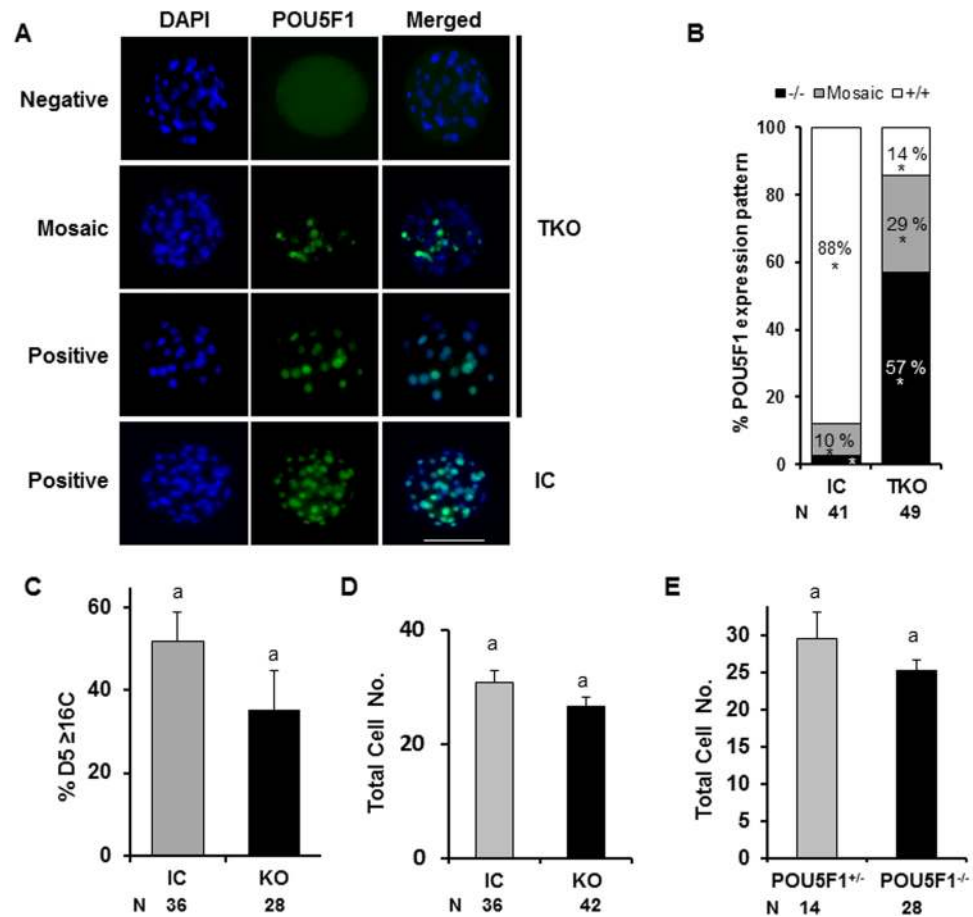 A
DAPI POU5F1 Merged
Negative
Mosaic
Positive
TKO
Positive
IC
B
-/- Mosaic +/+
% POU5F1 expression pattern
100
80
60
40
20
0
88%
*
10 %
*
*
14 %
*
29 %
*
57 %
*
IC TKO
N 41 49
C
% D5 ≥16C
60
40
20
0
a
a
IC KO
N 36 28
D
Total Cell No.
40
20
0
a
a
IC KO
N 36 42
E
Total Cell No.
30
25
20
15
10
5
0
a
a
POU5F1+/- POU5F1-/-
N 14 28